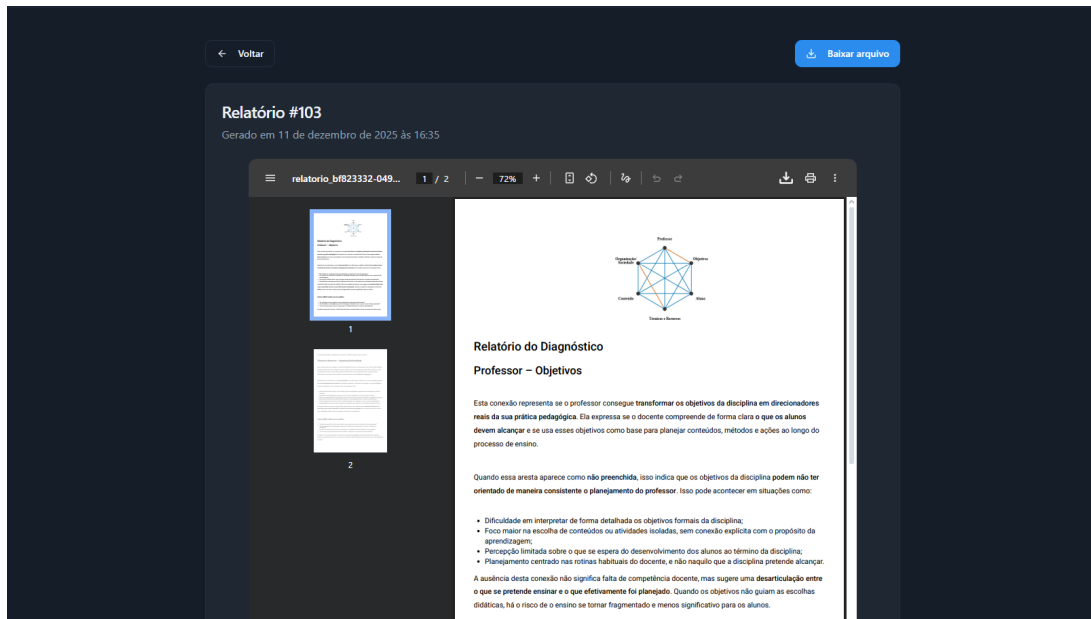 ← Voltar
Baixar arquivo
Relatório #103
Gerado em 11 de dezembro de 2025 às 16:35
relatorio_bf823332-049...
1 / 2
72%
1
2
Professor
Organização/
Sociedade
Objetivos
Conteúdo
Aluno
Técnicas e Recursos
Relatório do Diagnóstico
Professor – Objetivos
Esta conexão representa se o professor consegue transformar os objetivos da disciplina em direcionadores
reais da sua prática pedagógica. Ela expressa se o docente compreende de forma clara o que os alunos
devem alcançar e se usa esses objetivos como base para planejar conteúdos, métodos e ações ao longo do
processo de ensino.
Quando essa aresta aparece como não preenchida, isso indica que os objetivos da disciplina podem não ter
orientado de maneira consistente o planejamento do professor. Isso pode acontecer em situações como:
• Dificuldade em interpretar de forma detalhada os objetivos formais da disciplina;
• Foco maior na escolha de conteúdos ou atividades isoladas, sem conexão explícita com o propósito da
aprendizagem;
• Percepção limitada sobre o que se espera do desenvolvimento dos alunos ao término da disciplina;
• Planejamento centrado nas rotinas habituais do docente, e não naquilo que a disciplina pretende alcançar.
A ausência desta conexão não significa falta de competência docente, mas sugere uma desarticulação entre
o que se pretende ensinar e o que efetivamente foi planejado. Quando os objetivos não guiam as escolhas
didáticas, há o risco de o ensino se tornar fragmentado e menos significativo para os alunos.